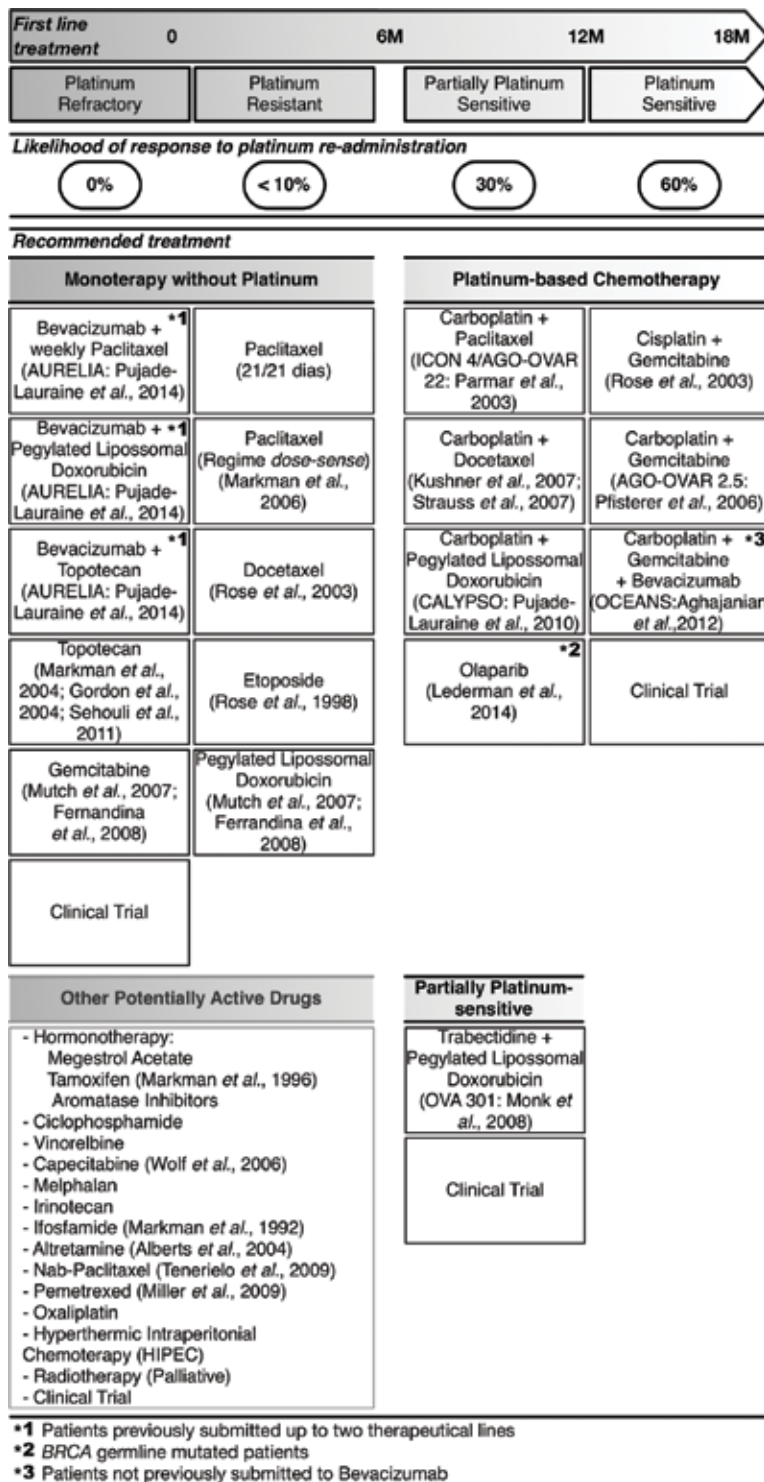 First line
treatment
0
6M
12M
18M
Platinum
Refractory
Platinum
Resistant
Partially Platinum
Sensitive
Platinum
Sensitive
Likelihood of response to platinum re-administration
0%
< 10%
30%
60%
Recommended treatment
Monoterapy without Platinum
Bevacizumab + *1
weekly Paclitaxel
(AURELIA: Pujade-
Lauraine et al., 2014)
Paclitaxel
(21/21 dias)
Bevacizumab + *1
Pegylated Lipossomal
Doxorubicin
(AURELIA: Pujade-
Lauraine et al., 2014)
Paclitaxel
(Regime dose-sense)
(Markman et al.,
2006)
Bevacizumab + *1
Topotecan
(AURELIA: Pujade-
Lauraine et al., 2014)
Docetaxel
(Rose et al., 2003)
Topotecan
(Markman et al.,
2004; Gordon et al.,
2004; Sehouli et al.,
2011)
Etoposide
(Rose et al., 1998)
Gemcitabine
(Mutch et al., 2007;
Fernandina
et al., 2008)
Pegylated Lipossomal
Doxorubicin
(Mutch et al., 2007;
Ferrandina et al.,
2008)
Clinical Trial
Platinum-based Chemotherapy
Carboplatin +
Paclitaxel
(ICON 4/AGO-OVAR
22: Parmar et al.,
2003)
Cisplatin +
Gemcitabine
(Rose et al., 2003)
Carboplatin +
Docetaxel
(Kushner et al., 2007;
Strauss et al., 2007)
Carboplatin +
Gemcitabine
(AGO-OVAR 2.5:
Pfisterer et al., 2006)
Carboplatin +
Pegylated Lipossomal
Doxorubicin
(CALYPSO: Pujade-
Lauraine et al., 2010)
Carboplatin + *3
Gemcitabine
+ Bevacizumab
(OCEANS:Aghajanian
et al.,2012)
*2
Olaparib
(Lederman et al.,
2014)
Clinical Trial
Other Potentially Active Drugs
- Hormonotherapy:
Megestrol Acetate
Tamoxifen (Markman et al., 1996)
Aromatase Inhibitors
- Ciclophosphamide
- Vinorelbine
- Capecitabine (Wolf et al., 2006)
- Melphalan
- Irinotecan
- Ifosfamide (Markman et al., 1992)
- Altretamine (Alberts et al., 2004)
- Nab-Paclitaxel (Tenerielo et al., 2009)
- Pemetrexed (Miller et al., 2009)
- Oxaliplatin
- Hyperthermic Intraperitonial
Chemoterapy (HIPEC)
- Radiotherapy (Palliative)
- Clinical Trial
Partially Platinum-
sensitive
Trabectidine +
Pegylated Lipossomal
Doxorubicin
(OVA 301: Monk et
al., 2008)
Clinical Trial
*1 Patients previously submitted up to two therapeutical lines
*2 BRCA germline mutated patients
*3 Patients not previously submitted to Bevacizumab